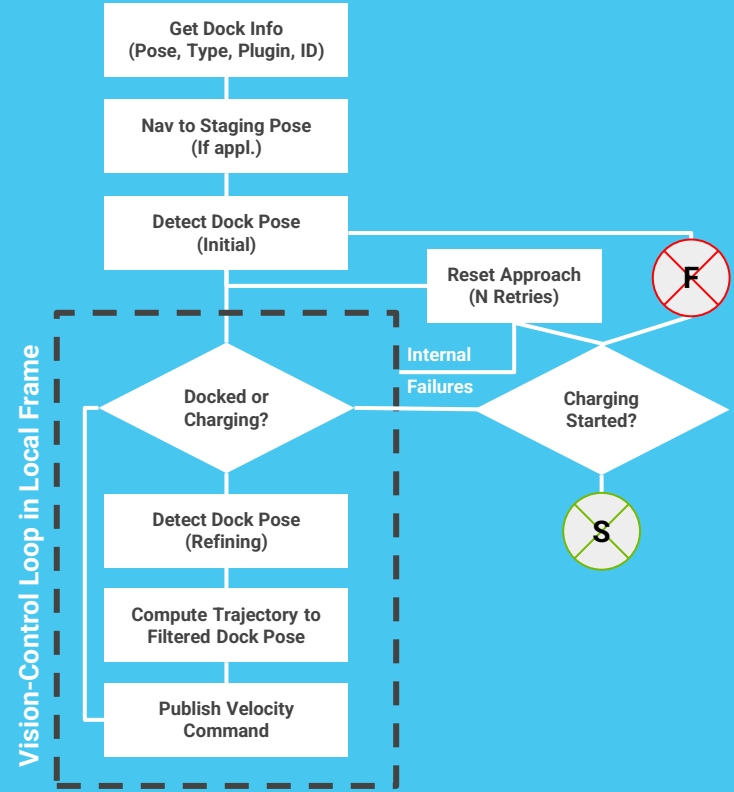 Get Dock Info
(Pose, Type, Plugin, ID)
Nav to Staging Pose
(If appl.)
Detect Dock Pose
(Initial)
Reset Approach
(N Retries)
F
Internal
Failures
Docked or
Charging?
Charging
Started?
S
Detect Dock Pose
(Refining)
Compute Trajectory to
Filtered Dock Pose
Publish Velocity
Command
Vision-Control Loop in Local Frame